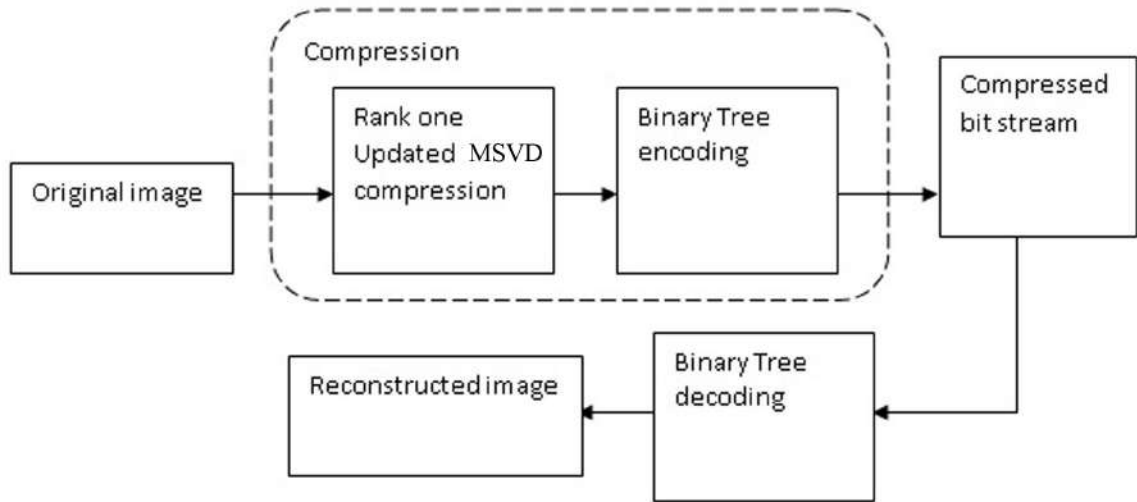 Compression
Original image
Rank one
Updated MSVD
compression
Binary Tree
encoding
Compressed
bit stream
Binary Tree
decoding
Reconstructed image